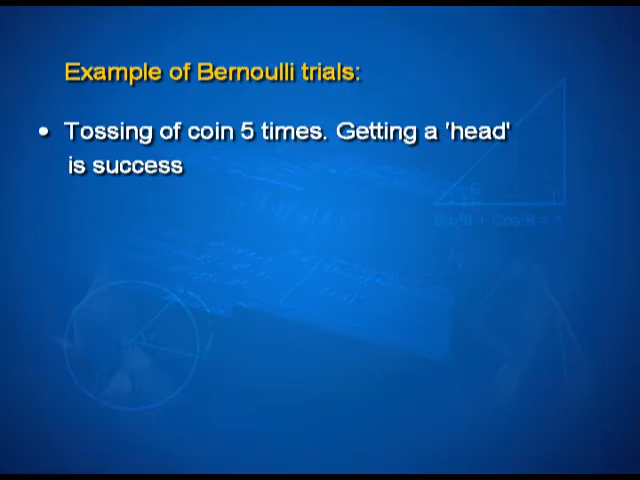 Example of Bernoulli trials:
• Tossing of coin 5 times. Getting a 'head'
is success